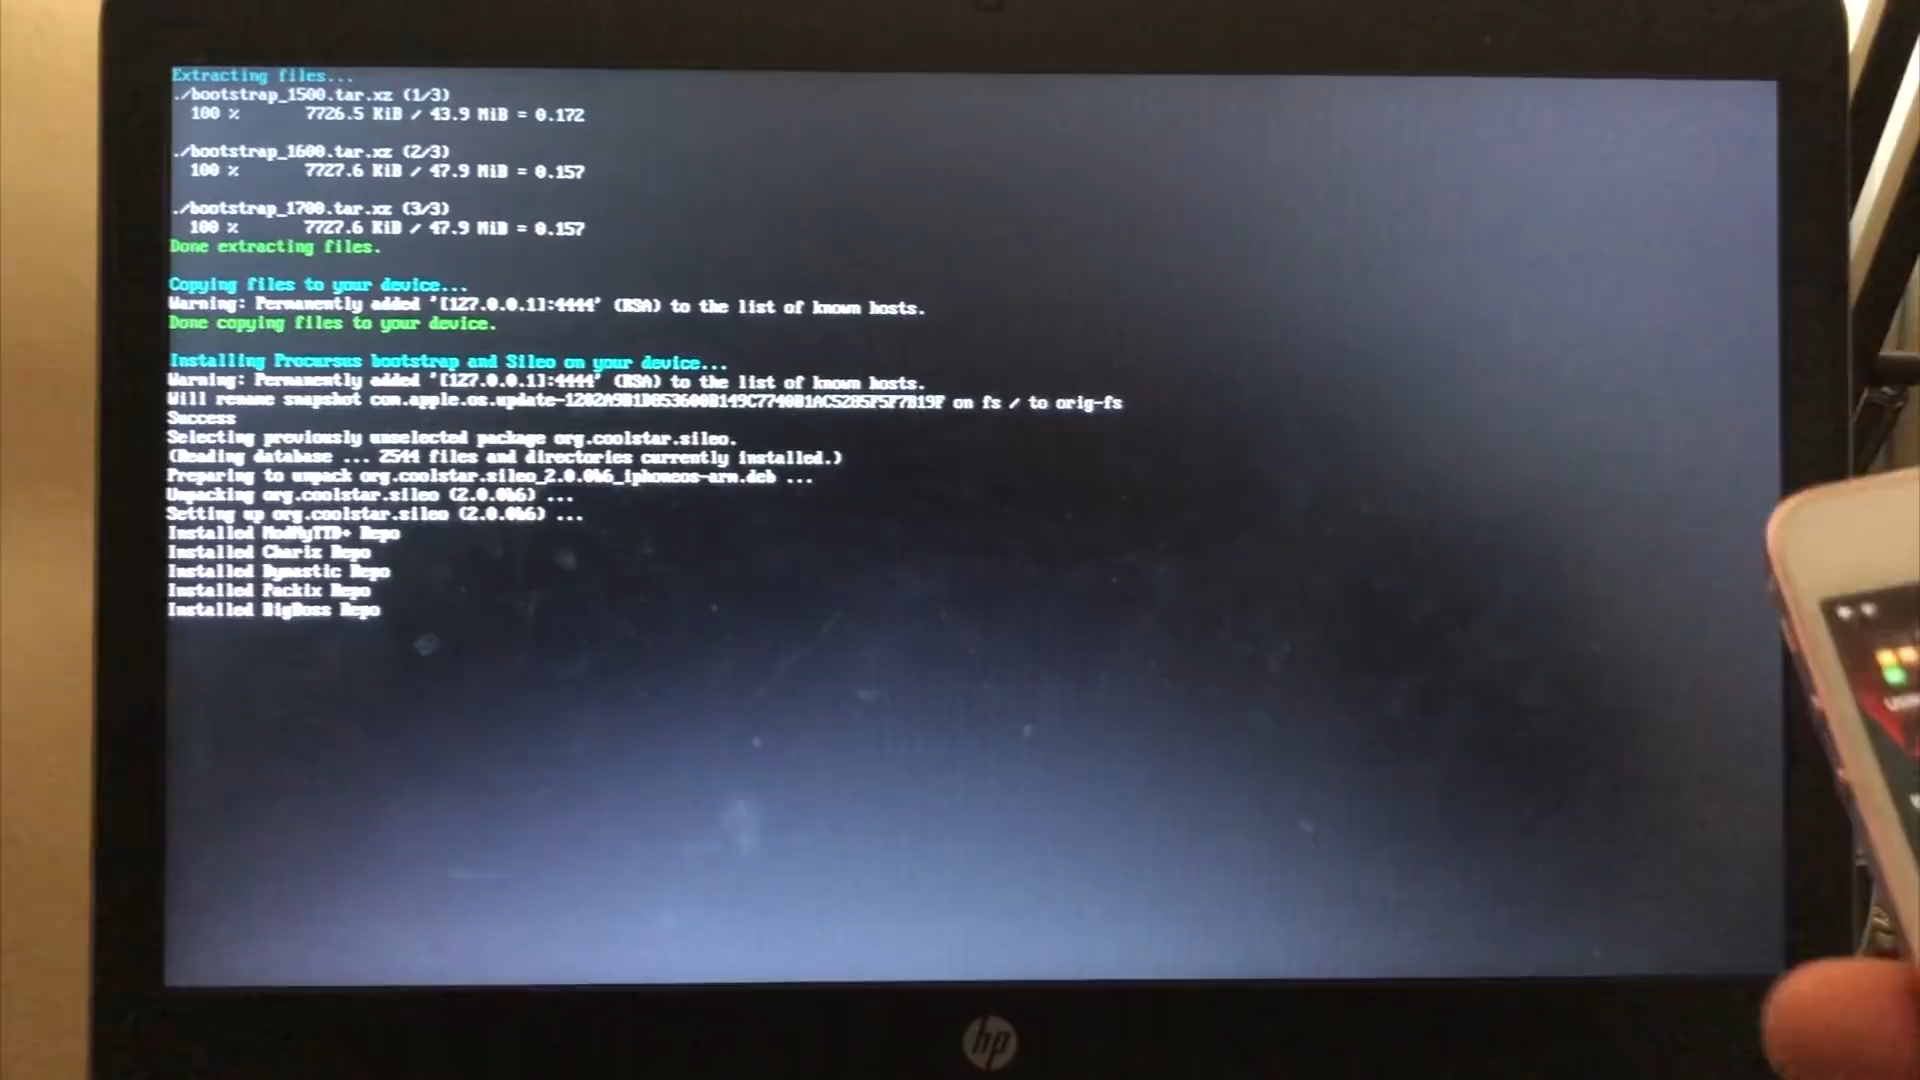 Extracting files...
./bootstrap_1500.tar.xz (1/3)
100 % 7726.5 KiB / 43.9 MiB = 0.172
./bootstrap_1600.tar.xz (2/3)
100 % 7727.6 KiB / 47.9 MiB = 0.157
./bootstrap_1700.tar.xz (3/3)
100 % 7727.6 KiB / 47.9 MiB = 0.157
Done extracting files.
Copying files to your device...
Warning: Permanently added '[127.0.0.1]:4444' (RSA) to the list of known hosts.
Done copying files to your device.
Installing Procursus bootstrap and Sileo on your device...
Warning: Permanently added '[127.0.0.1]:4444' (RSA) to the list of known hosts.
Will rename snapshot com.apple.os.update-1202A9B1D853600B149C7740B1AC5285F5F7B19F on fs / to orig-fs
Success
Selecting previously unselected package org.coolstar.sileo.
(Reading database ... 2544 files and directories currently installed.)
Preparing to unpack org.coolstar.sileo_2.0.0b6_iphoneos-arm.deb ...
Unpacking org.coolstar.sileo (2.0.0b6) ...
Setting up org.coolstar.sileo (2.0.0b6) ...
Installed ModMyTTD+ Repo
Installed Chariz Repo
Installed Dynastic Repo
Installed Packix Repo
Installed BigBoss Repo
hp